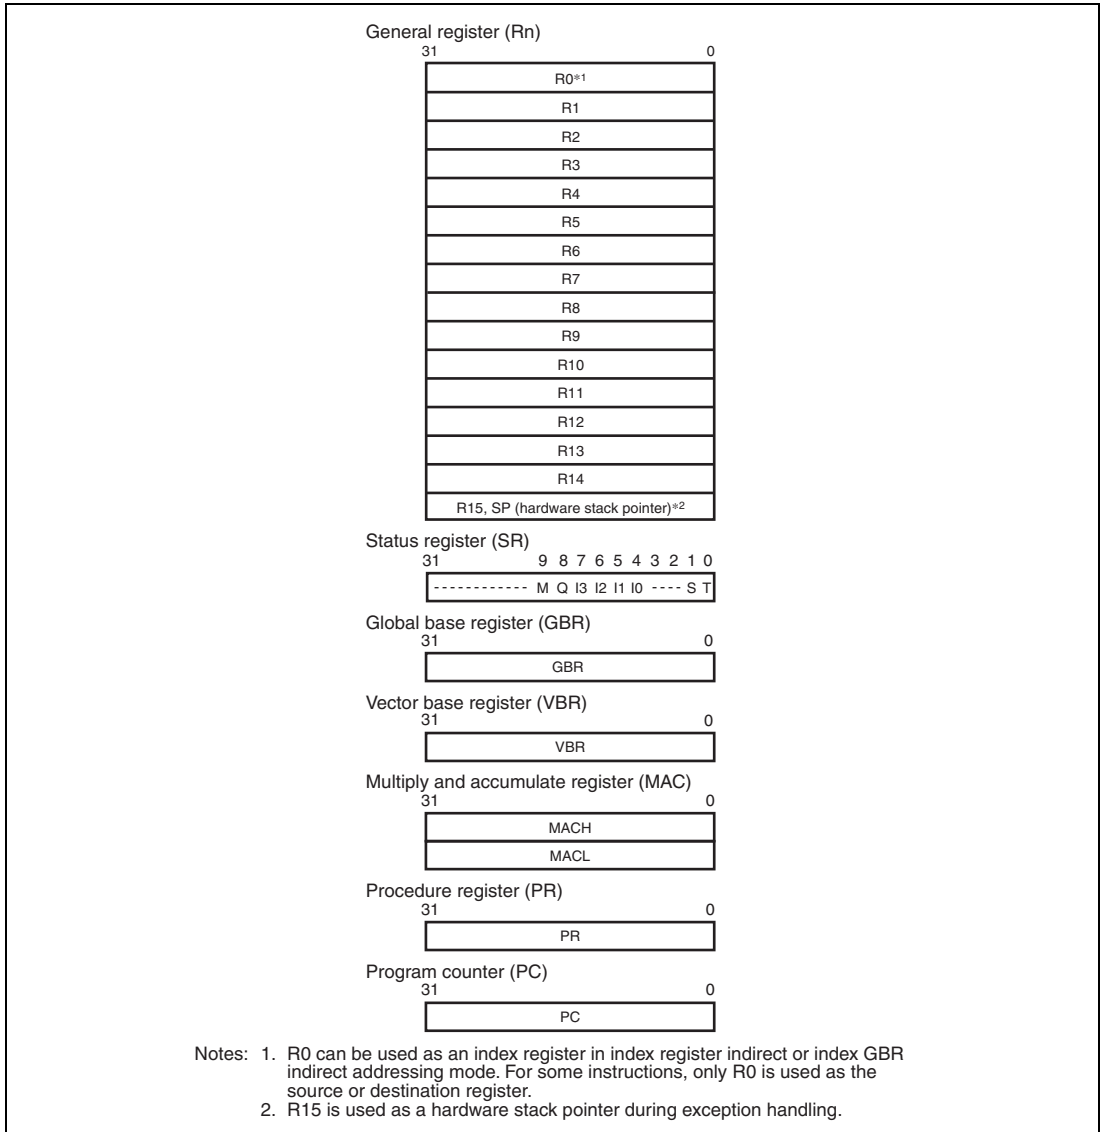 General register (Rn)
31 0
R0*1
R1
R2
R3
R4
R5
R6
R7
R8
R9
R10
R11
R12
R13
R14
R15, SP (hardware stack pointer)*2
Status register (SR)
31 9 8 7 6 5 4 3 2 1 0
------------ M Q I3 I2 I1 I0 ---- S T
Global base register (GBR)
31 0
GBR
Vector base register (VBR)
31 0
VBR
Multiply and accumulate register (MAC)
31 0
MACH
MACL
Procedure register (PR)
31 0
PR
Program counter (PC)
31 0
PC
Notes: 1. R0 can be used as an index register in index register indirect or index GBR
indirect addressing mode. For some instructions, only R0 is used as the
source or destination register.
2. R15 is used as a hardware stack pointer during exception handling.